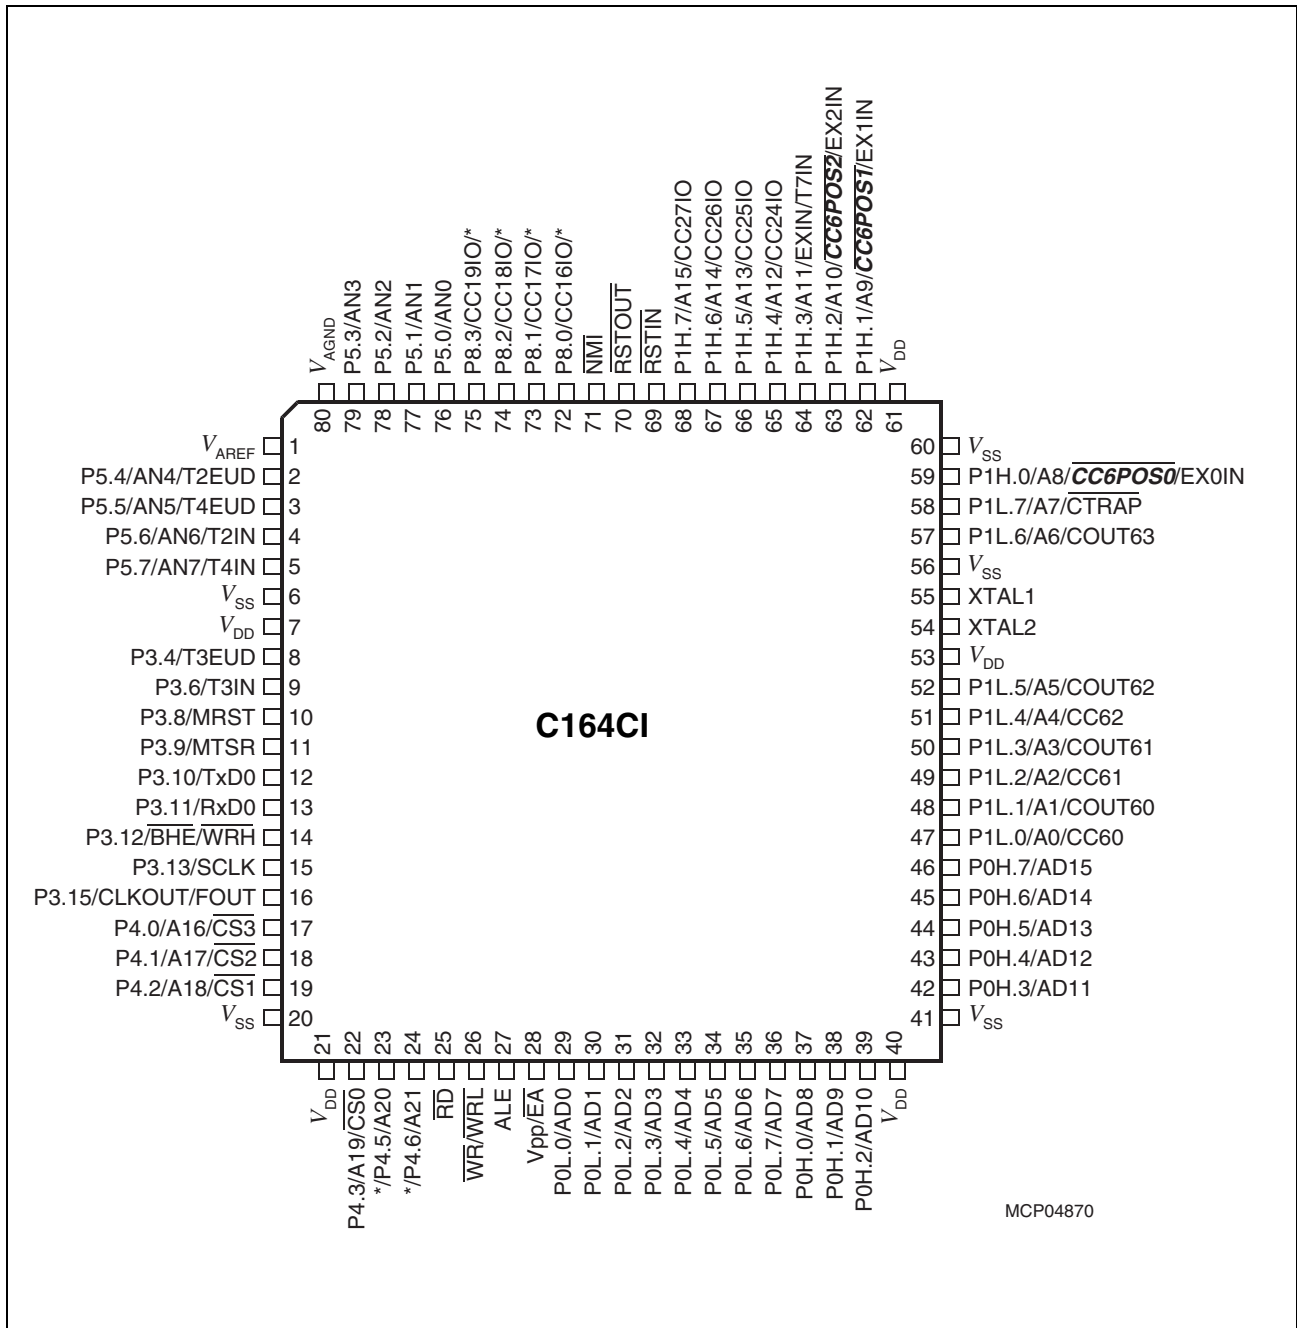 V_AGND
P5.3/AN3
P5.2/AN2
P5.1/AN1
P5.0/AN0
P8.3/CC19IO/*
P8.2/CC18IO/*
P8.1/CC17IO/*
P8.0/CC16IO/*
NMI
RSTOUT
RSTIN
P1H.7/A15/CC27IO
P1H.6/A14/CC26IO
P1H.5/A13/CC25IO
P1H.4/A12/CC24IO
P1H.3/A11/EXIN/T7IN
P1H.2/A10/CC6POS2/EX2IN
P1H.1/A9/CC6POS1/EX1IN
V_DD
80
79
78
77
76
75
74
73
72
71
70
69
68
67
66
65
64
63
62
61
V_AREF 1
P5.4/AN4/T2EUD 2
P5.5/AN5/T4EUD 3
P5.6/AN6/T2IN 4
P5.7/AN7/T4IN 5
V_SS 6
V_DD 7
P3.4/T3EUD 8
P3.6/T3IN 9
P3.8/MRST 10
P3.9/MTSR 11
P3.10/TxD0 12
P3.11/RxD0 13
P3.12/BHE/WRH 14
P3.13/SCLK 15
P3.15/CLKOUT/FOUT 16
P4.0/A16/CS3 17
P4.1/A17/CS2 18
P4.2/A18/CS1 19
V_SS 20
C164CI
60 V_SS
59 P1H.0/A8/CC6POS0/EX0IN
58 P1L.7/A7/CTRAP
57 P1L.6/A6/COUT63
56 V_SS
55 XTAL1
54 XTAL2
53 V_DD
52 P1L.5/A5/COUT62
51 P1L.4/A4/CC62
50 P1L.3/A3/COUT61
49 P1L.2/A2/CC61
48 P1L.1/A1/COUT60
47 P1L.0/A0/CC60
46 P0H.7/AD15
45 P0H.6/AD14
44 P0H.5/AD13
43 P0H.4/AD12
42 P0H.3/AD11
41 V_SS
21
22
23
24
25
26
27
28
29
30
31
32
33
34
35
36
37
38
39
40
V_DD
P4.3/A19/CS0
*/P4.5/A20
*/P4.6/A21
RD
WR/WRL
ALE
Vpp/EA
P0L.0/AD0
P0L.1/AD1
P0L.2/AD2
P0L.3/AD3
P0L.4/AD4
P0L.5/AD5
P0L.6/AD6
P0L.7/AD7
P0H.0/AD8
P0H.1/AD9
P0H.2/AD10
V_DD
MCP04870